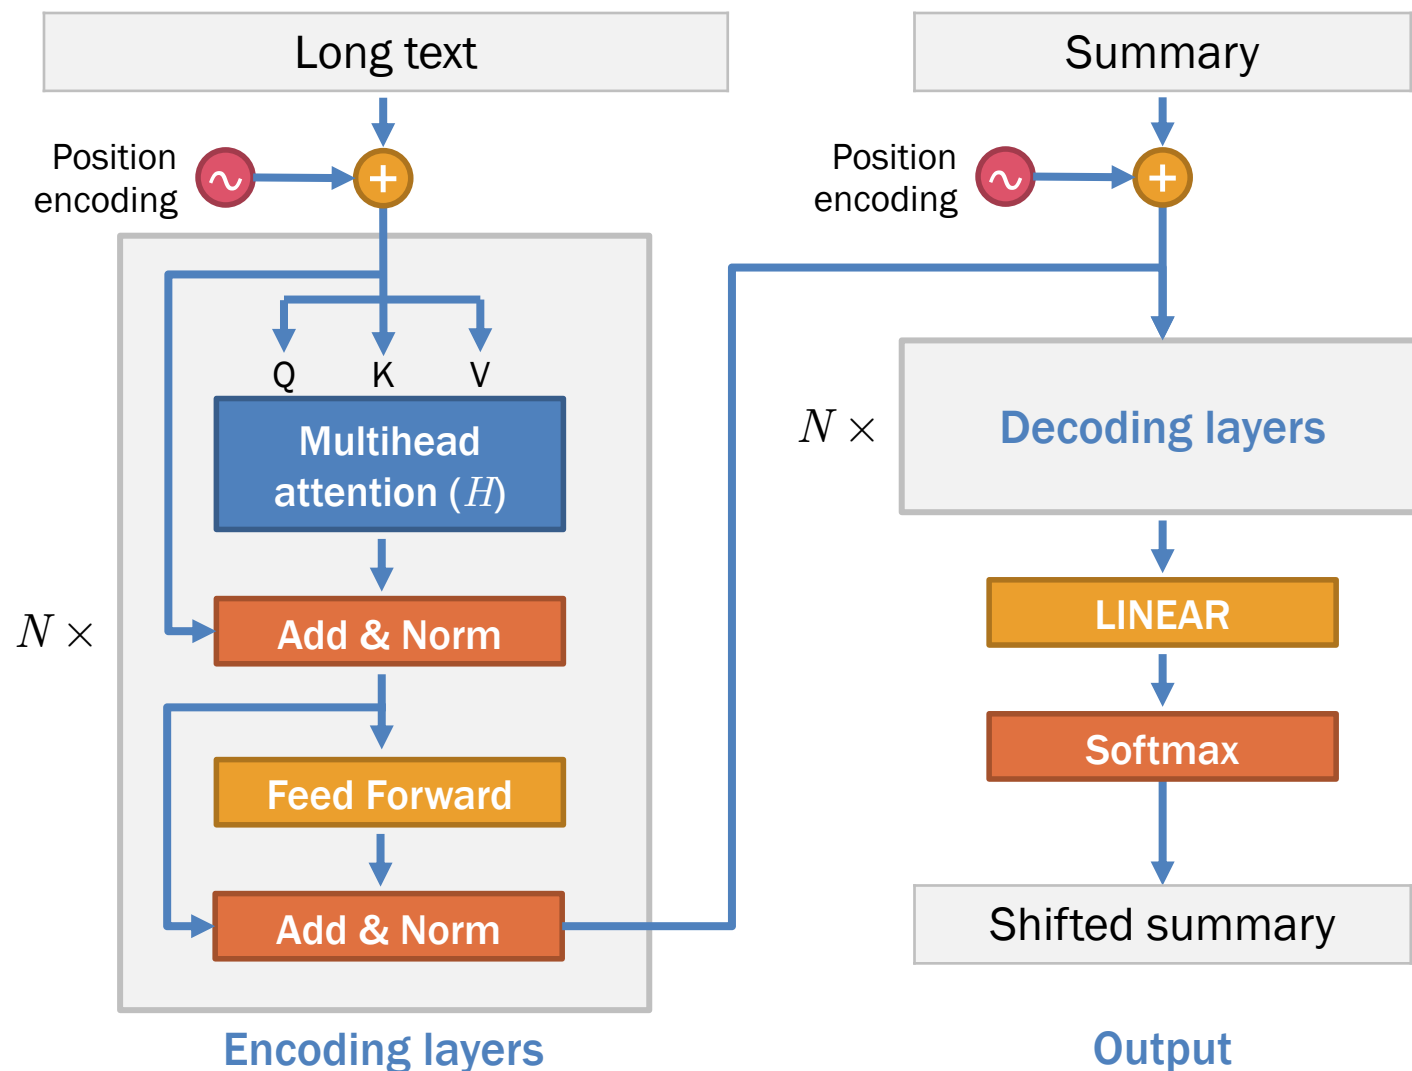 Long text
Position
encoding
N ×
Q K V
Multihead
attention (H)
Add & Norm
Feed Forward
Add & Norm
Encoding layers
Summary
Position
encoding
N ×
Decoding layers
LINEAR
Softmax
Shifted summary
Output